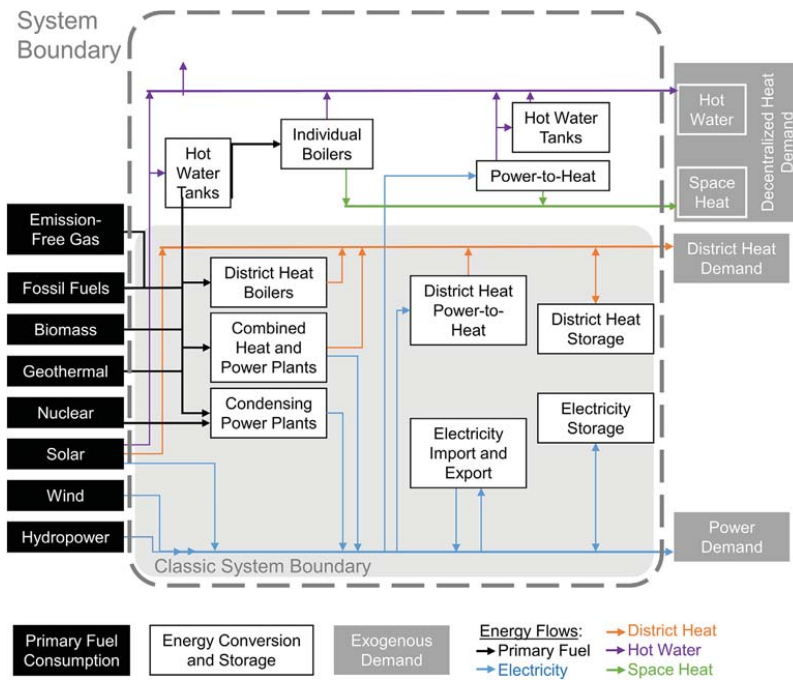 System
Boundary
Hot
Water
Space
Heat
Decentralized Heat
Demand
Hot Water
Tanks
Individual
Boilers
Hot
Water
Tanks
Power-to-Heat
Emission-
Free Gas
Fossil Fuels
Biomass
Geothermal
Nuclear
Solar
Wind
Hydropower
District Heat
Boilers
Combined
Heat and
Power Plants
Condensing
Power Plants
District Heat
Power-to-
Heat
District Heat
Storage
Electricity
Import and
Export
Electricity
Storage
District Heat
Demand
Power
Demand
Classic System Boundary
Primary Fuel
Consumption
Energy Conversion
and Storage
Exogenous
Demand
Energy Flows:
Primary Fuel
Electricity
District Heat
Hot Water
Space Heat